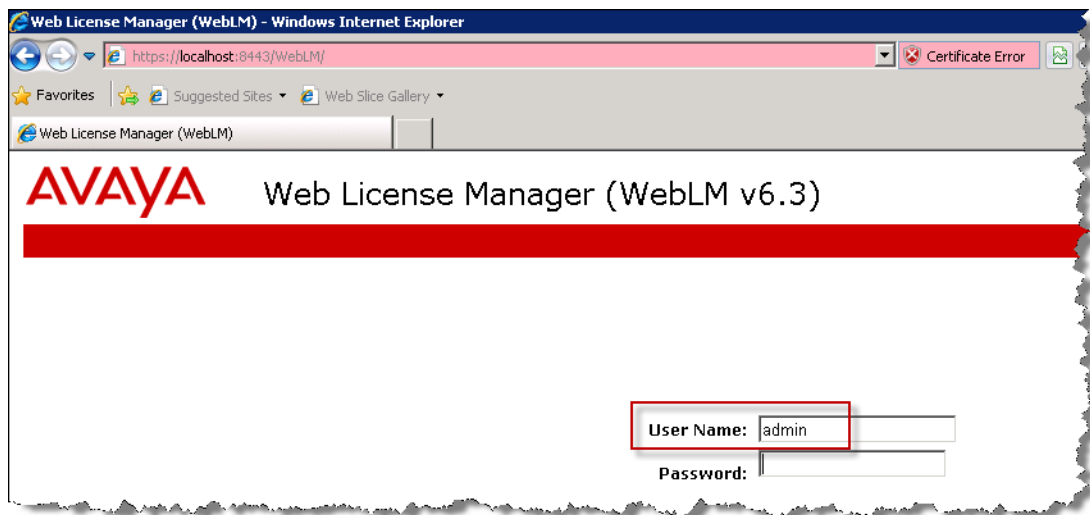 Web License Manager (WebLM) - Windows Internet Explorer
https://localhost:8443/WebLM/ Certificate Error
Favorites Suggested Sites Web Slice Gallery
Web License Manager (WebLM)
AVAYA Web License Manager (WebLM v6.3)
User Name: admin
Password: